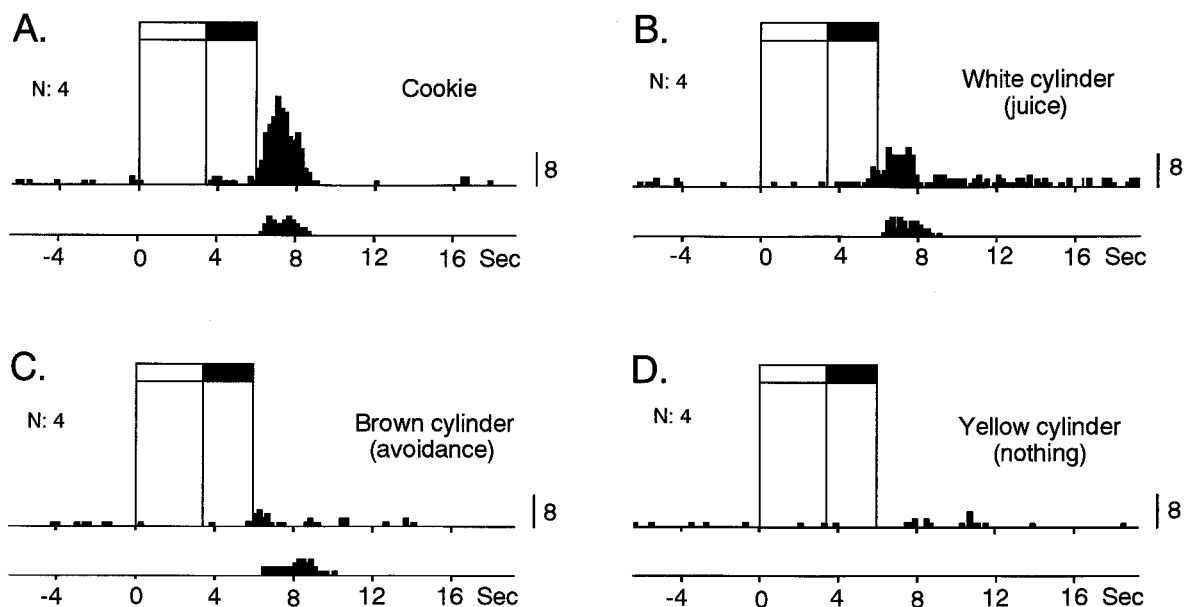 A.
N: 4
Cookie
8
-4 0 4 8 12 16 Sec
B.
N: 4
White cylinder
(juice)
8
-4 0 4 8 12 16 Sec
C.
N: 4
Brown cylinder
(avoidance)
8
-4 0 4 8 12 16 Sec
D.
N: 4
Yellow cylinder
(nothing)
8
-4 0 4 8 12 16 Sec